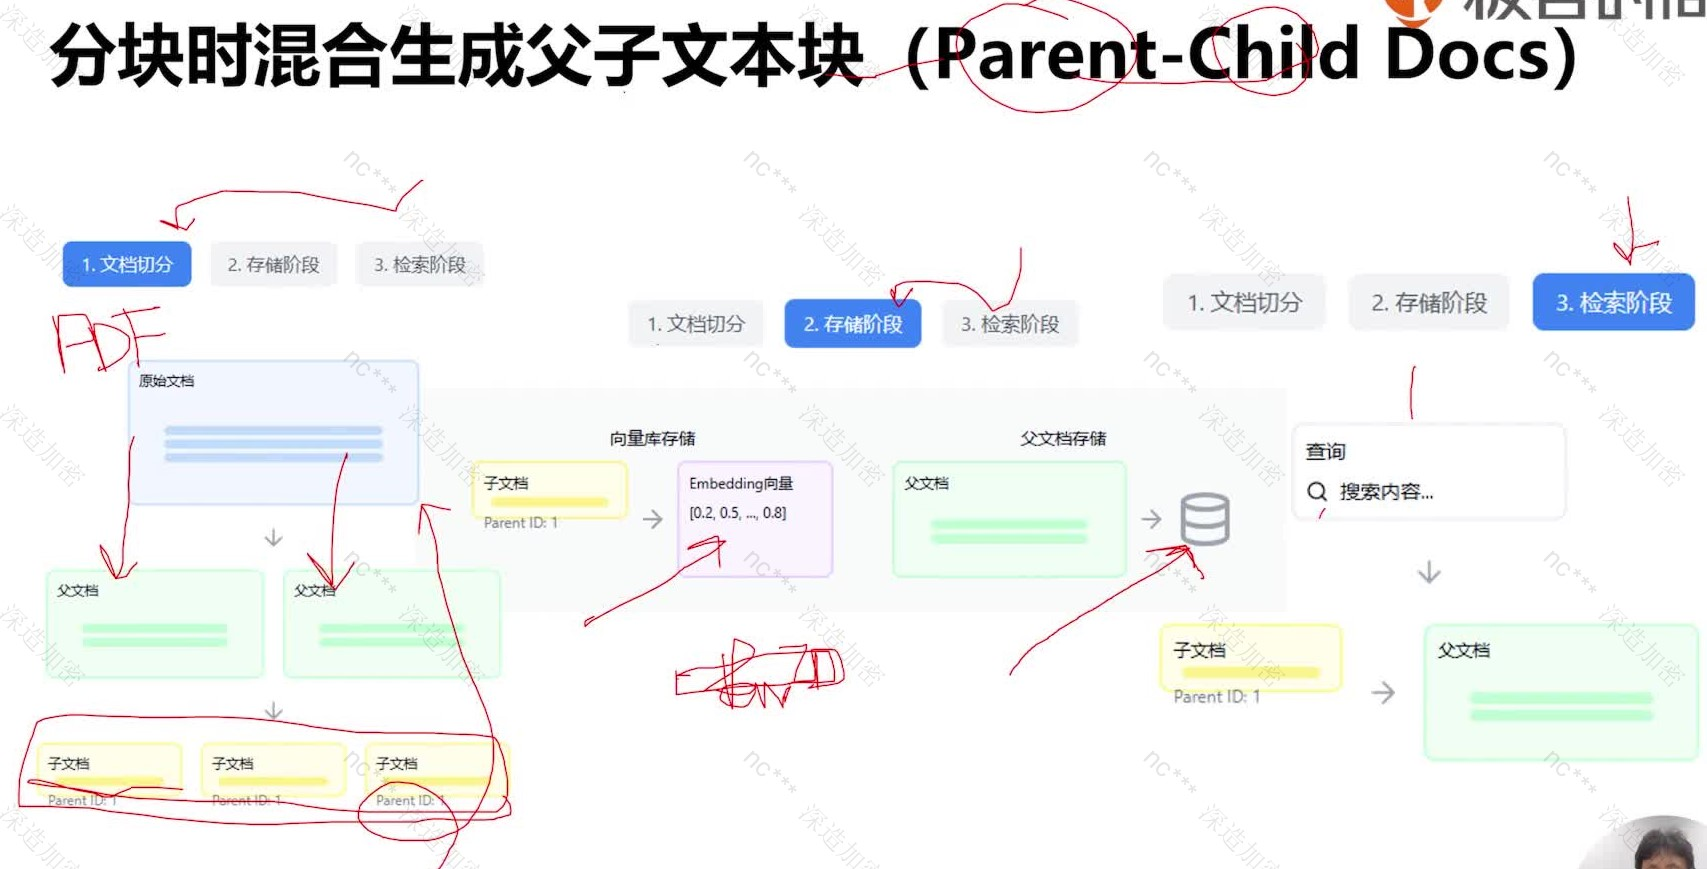 分块时混合生成父子文本块（Parent-Child Docs）
1. 文档切分
2. 存储阶段
3. 检索阶段
PDF
原始文档
父文档
父文档
子文档
Parent ID: 1
子文档
Parent ID: 1
子文档
Parent ID: 1
1. 文档切分
2. 存储阶段
3. 检索阶段
向量库存储
子文档
Parent ID: 1
Embedding向量
[0.2, 0.5, ..., 0.8]
父文档存储
父文档
1. 文档切分
2. 存储阶段
3. 检索阶段
查询
搜索内容...
子文档
Parent ID: 1
父文档
nc***
深造加密